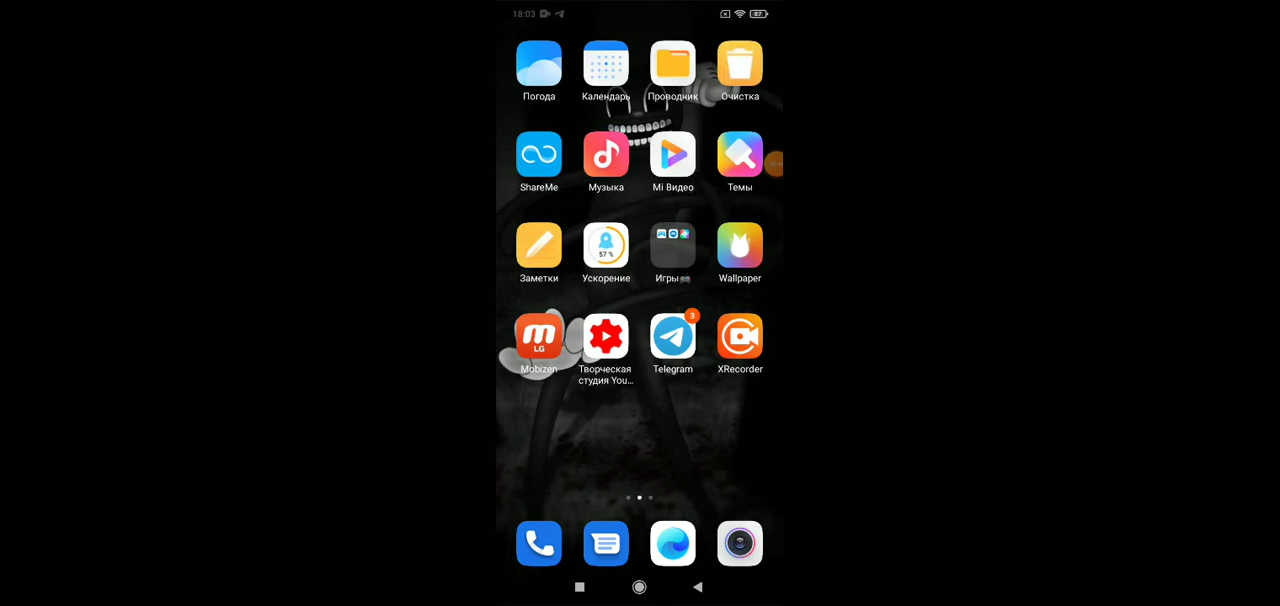 18:03
87
Погода
Календарь
Проводник
Очистка
ShareMe
Музыка
Mi Видео
Темы
57 %
Заметки
Ускорение
Игры🎮
Wallpaper
m
LG
3
Mobizen
Творческая
студия You...
Telegram
XRecorder